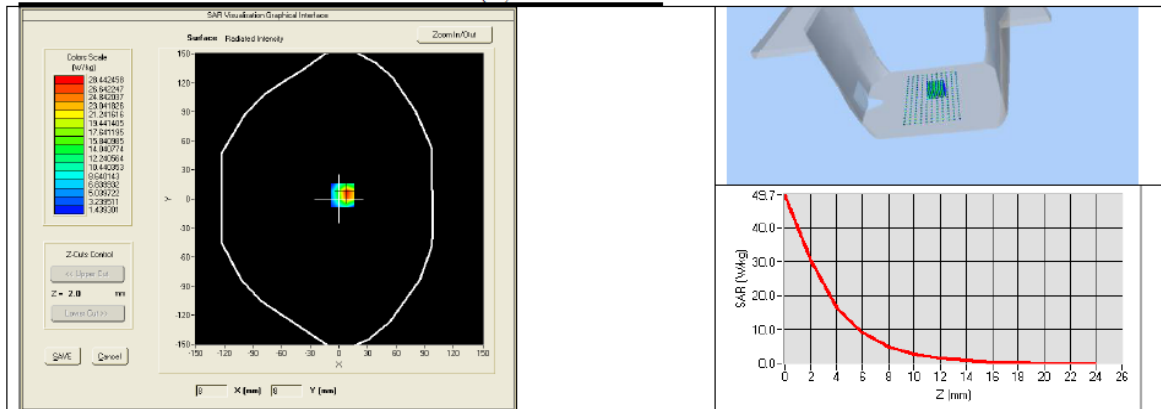 SAR Visualisation Graphical Interface
Surface Radiated Intensity
Zoom In/Out
Colors Scale
(W/kg)
28.442458
26.642247
24.842037
23.041826
21.241616
19.441405
17.641195
15.840985
14.040774
12.240564
10.440353
8.640143
6.839932
5.039722
3.239511
1.439301
Z-Cuts Control
<< Upper Cut
Z = 2.0 mm
Lower Cut >>
SAVE Cancel
150-
120-
90-
60-
30-
0-
-30-
-60-
-90-
-120-
-150-
Y
-150 -120 -90 -60 -30 0 30 60 90 120 150
X
8 X (mm) 8 Y (mm)
49.7-
40.0-
30.0-
20.0-
10.0-
0.0-
SAR (W/kg)
0 2 4 6 8 10 12 14 16 18 20 22 24 26
Z (mm)